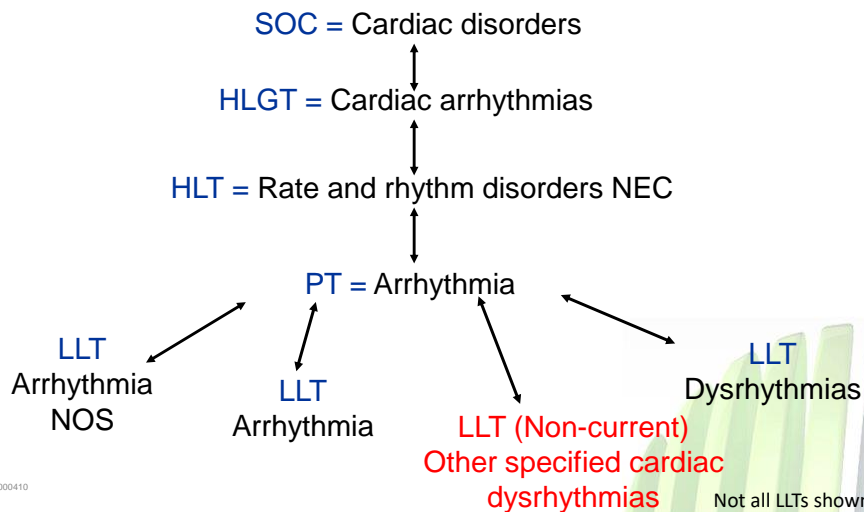 SOC = Cardiac disorders
HLGT = Cardiac arrhythmias
HLT = Rate and rhythm disorders NEC
PT = Arrhythmia
LLT
Arrhythmia
NOS
LLT
Arrhythmia
LLT (Non-current)
Other specified cardiac
dysrhythmias
LLT
Dysrhythmias
000410
Not all LLTs shown